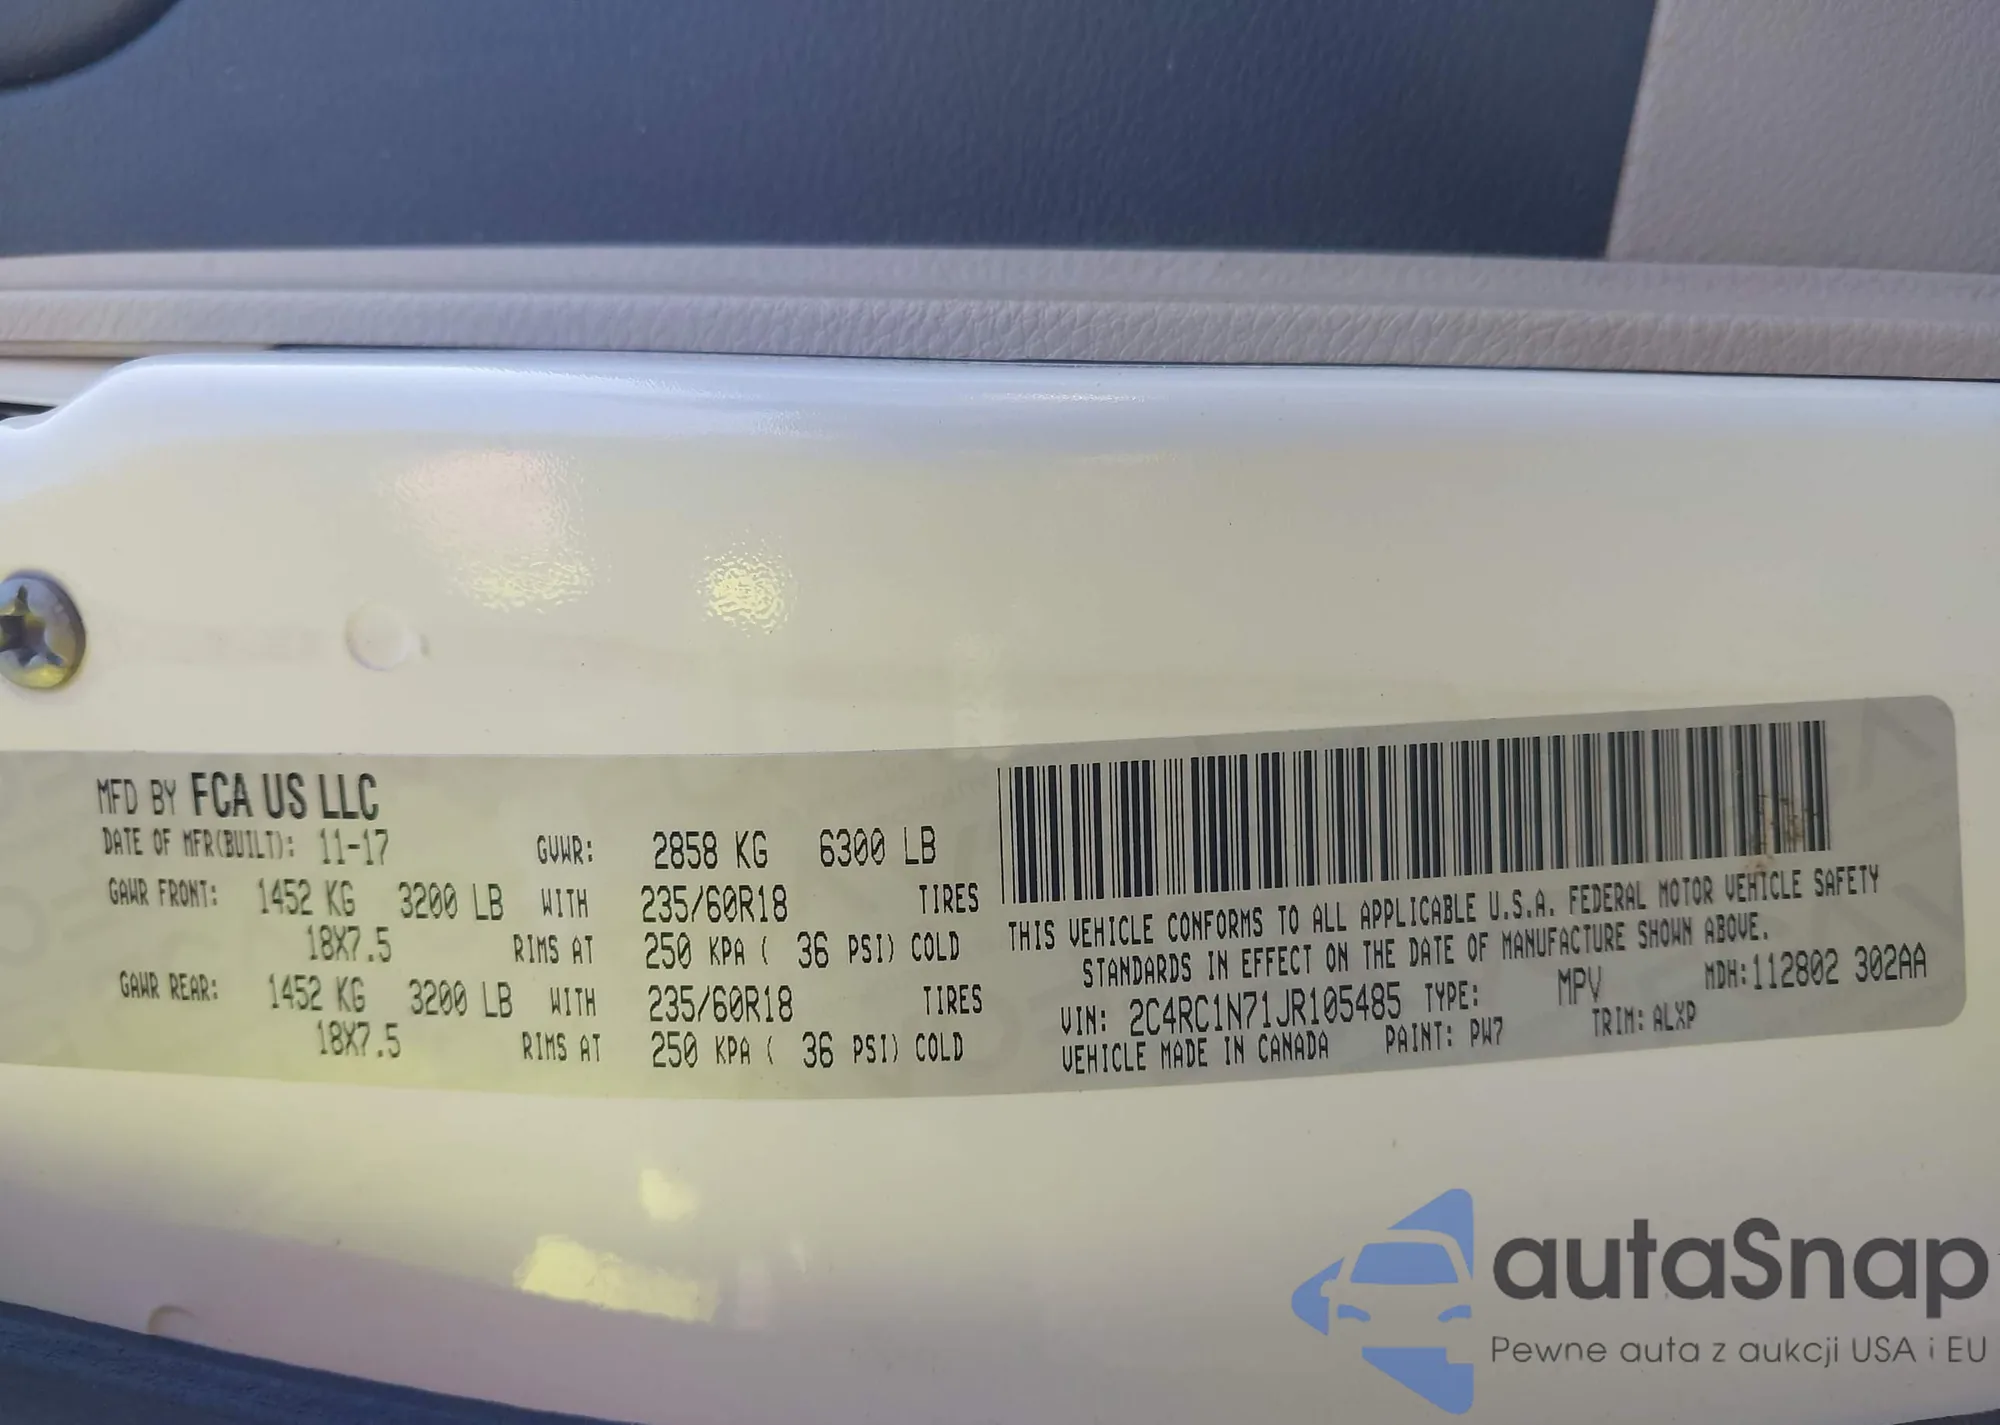 MFD BY FCA US LLC
DATE OF MFR(BUILT): 11-17 GVWR: 2858 KG 6300 LB
GAWR FRONT: 1452 KG 3200 LB WITH 235/60R18 TIRES
18X7.5 RIMS AT 250 KPA ( 36 PSI) COLD
GAWR REAR: 1452 KG 3200 LB WITH 235/60R18 TIRES
18X7.5 RIMS AT 250 KPA ( 36 PSI) COLD
THIS VEHICLE CONFORMS TO ALL APPLICABLE U.S.A. FEDERAL MOTOR VEHICLE SAFETY
STANDARDS IN EFFECT ON THE DATE OF MANUFACTURE SHOWN ABOVE.
VIN: 2C4RC1N71JR105485 TYPE: MPV MDH:112802 302AA
VEHICLE MADE IN CANADA PAINT: PW7 TRIM: ALXP
autaSnap
Pewne auta z aukcji USA i EU